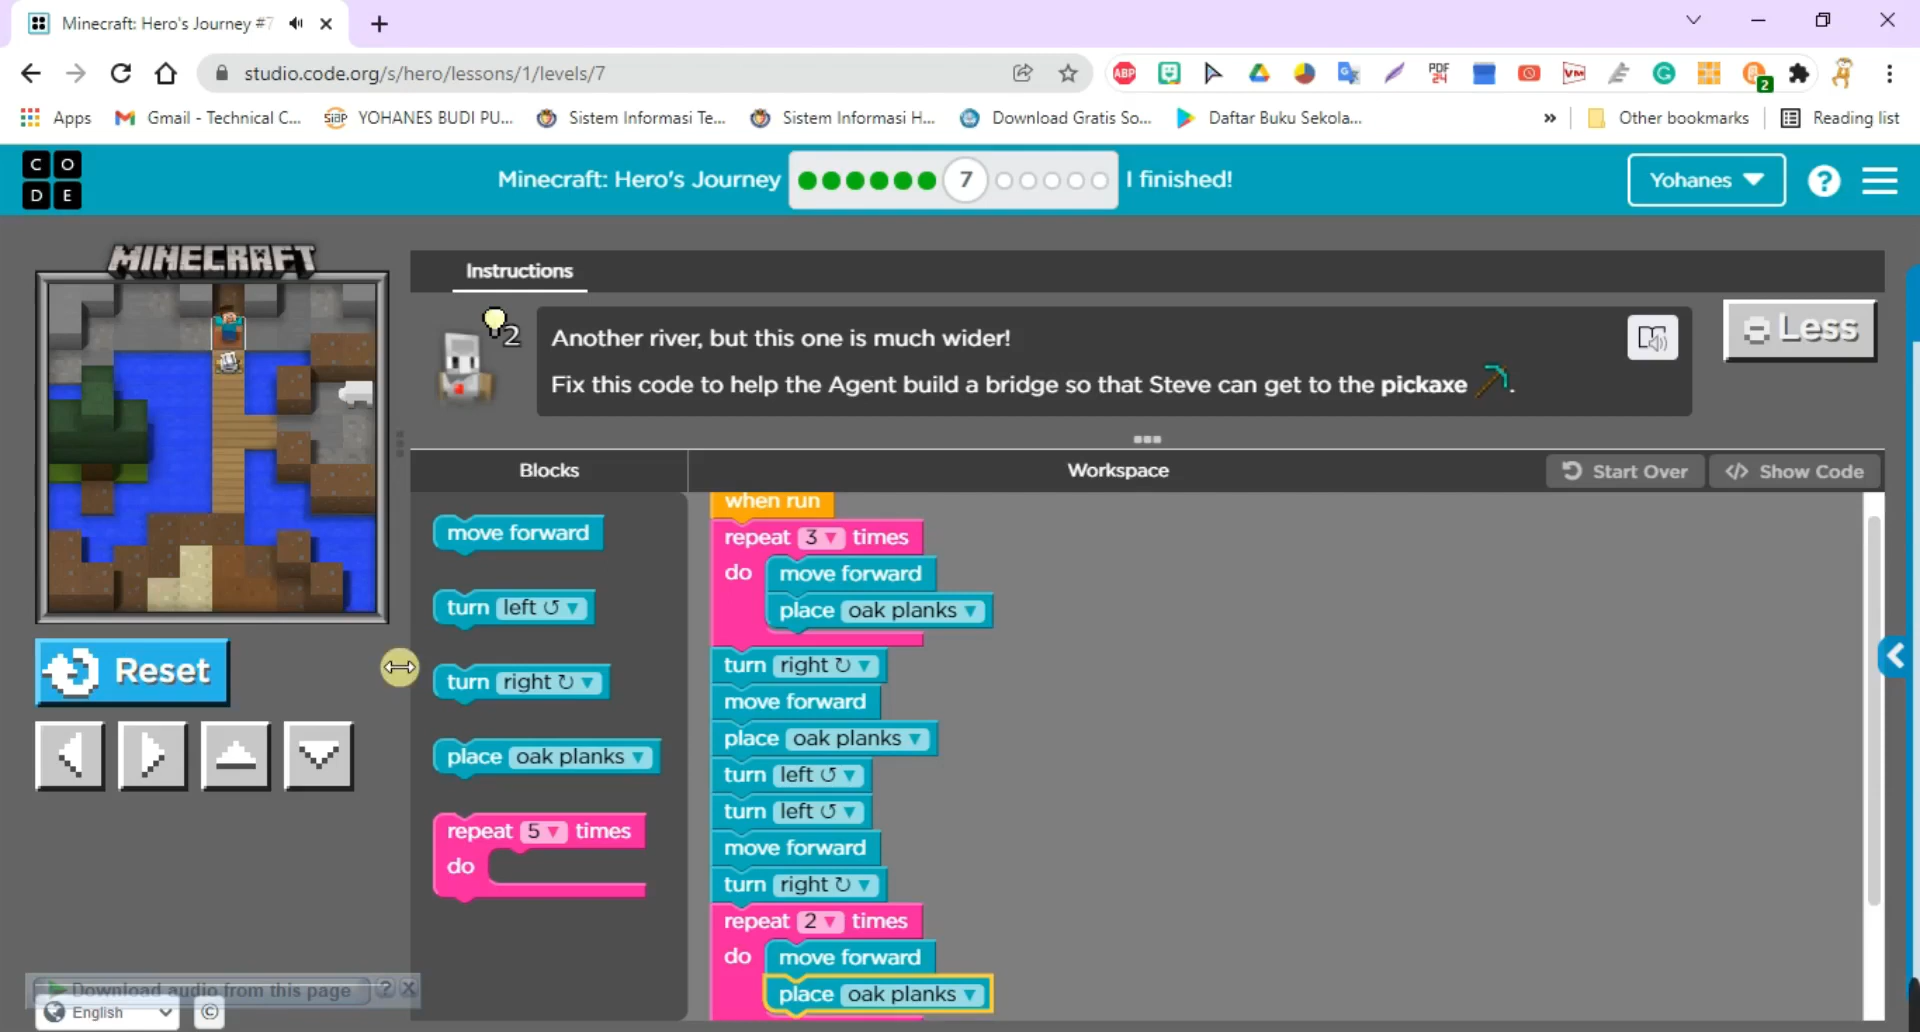 Minecraft: Hero's Journey #7
studio.code.org/s/hero/lessons/1/levels/7
ABP
PDF
24
VM
G
2
Apps
Gmail - Technical C...
SIAP
YOHANES BUDI PU...
Sistem Informasi Te...
Sistem Informasi H...
Download Gratis So...
Daftar Buku Sekola...
»
Other bookmarks
Reading list
C O
D E
Minecraft: Hero's Journey
7
I finished!
Yohanes
?
MINECRAFT
Instructions
2
Another river, but this one is much wider!
Fix this code to help the Agent build a bridge so that Steve can get to the pickaxe .
Less
Blocks
Workspace
Start Over
</> Show Code
move forward
turn left
turn right
place oak planks
repeat 5 times
do
when run
repeat 3 times
do move forward
place oak planks
turn right
move forward
place oak planks
turn left
turn left
move forward
turn right
repeat 2 times
do move forward
place oak planks
Reset
Download audio from this page ? X
English
©